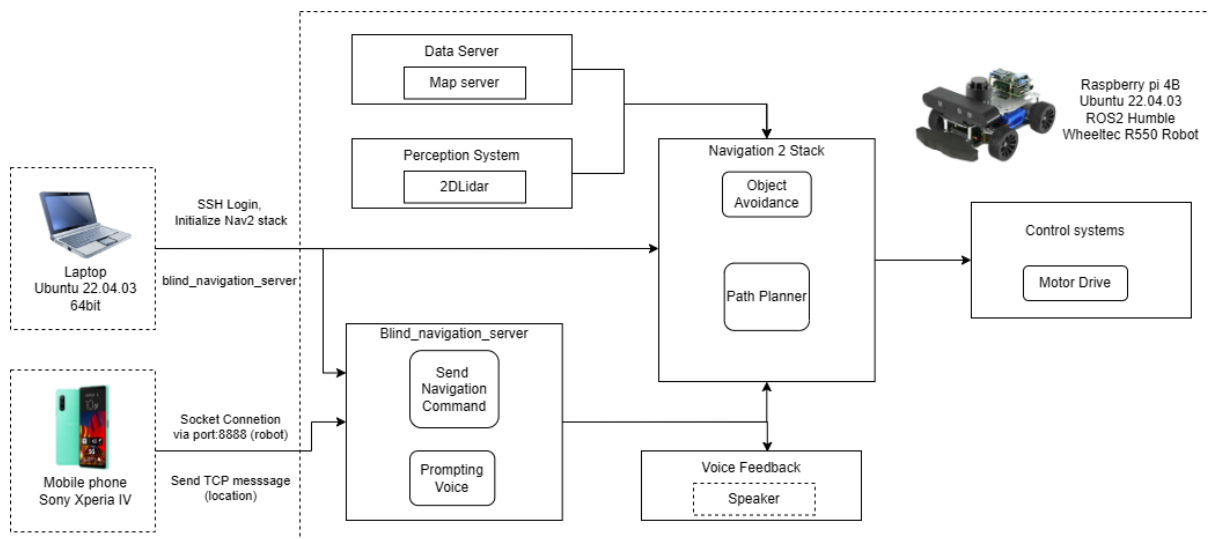 Data Server
Map server
Perception System
2DLidar
Raspberry pi 4B
Ubuntu 22.04.03
ROS2 Humble
Wheeltec R550 Robot
Navigation 2 Stack
Object
Avoidance
Path Planner
Control systems
Motor Drive
Laptop
Ubuntu 22.04.03
64bit
SSH Login,
Initialize Nav2 stack
blind_navigation_server
Blind_navigation_server
Send
Navigation
Command
Prompting
Voice
Mobile phone
Sony Xperia IV
Socket Connetion
via port:8888 (robot)
Send TCP messsage
(location)
Voice Feedback
Speaker